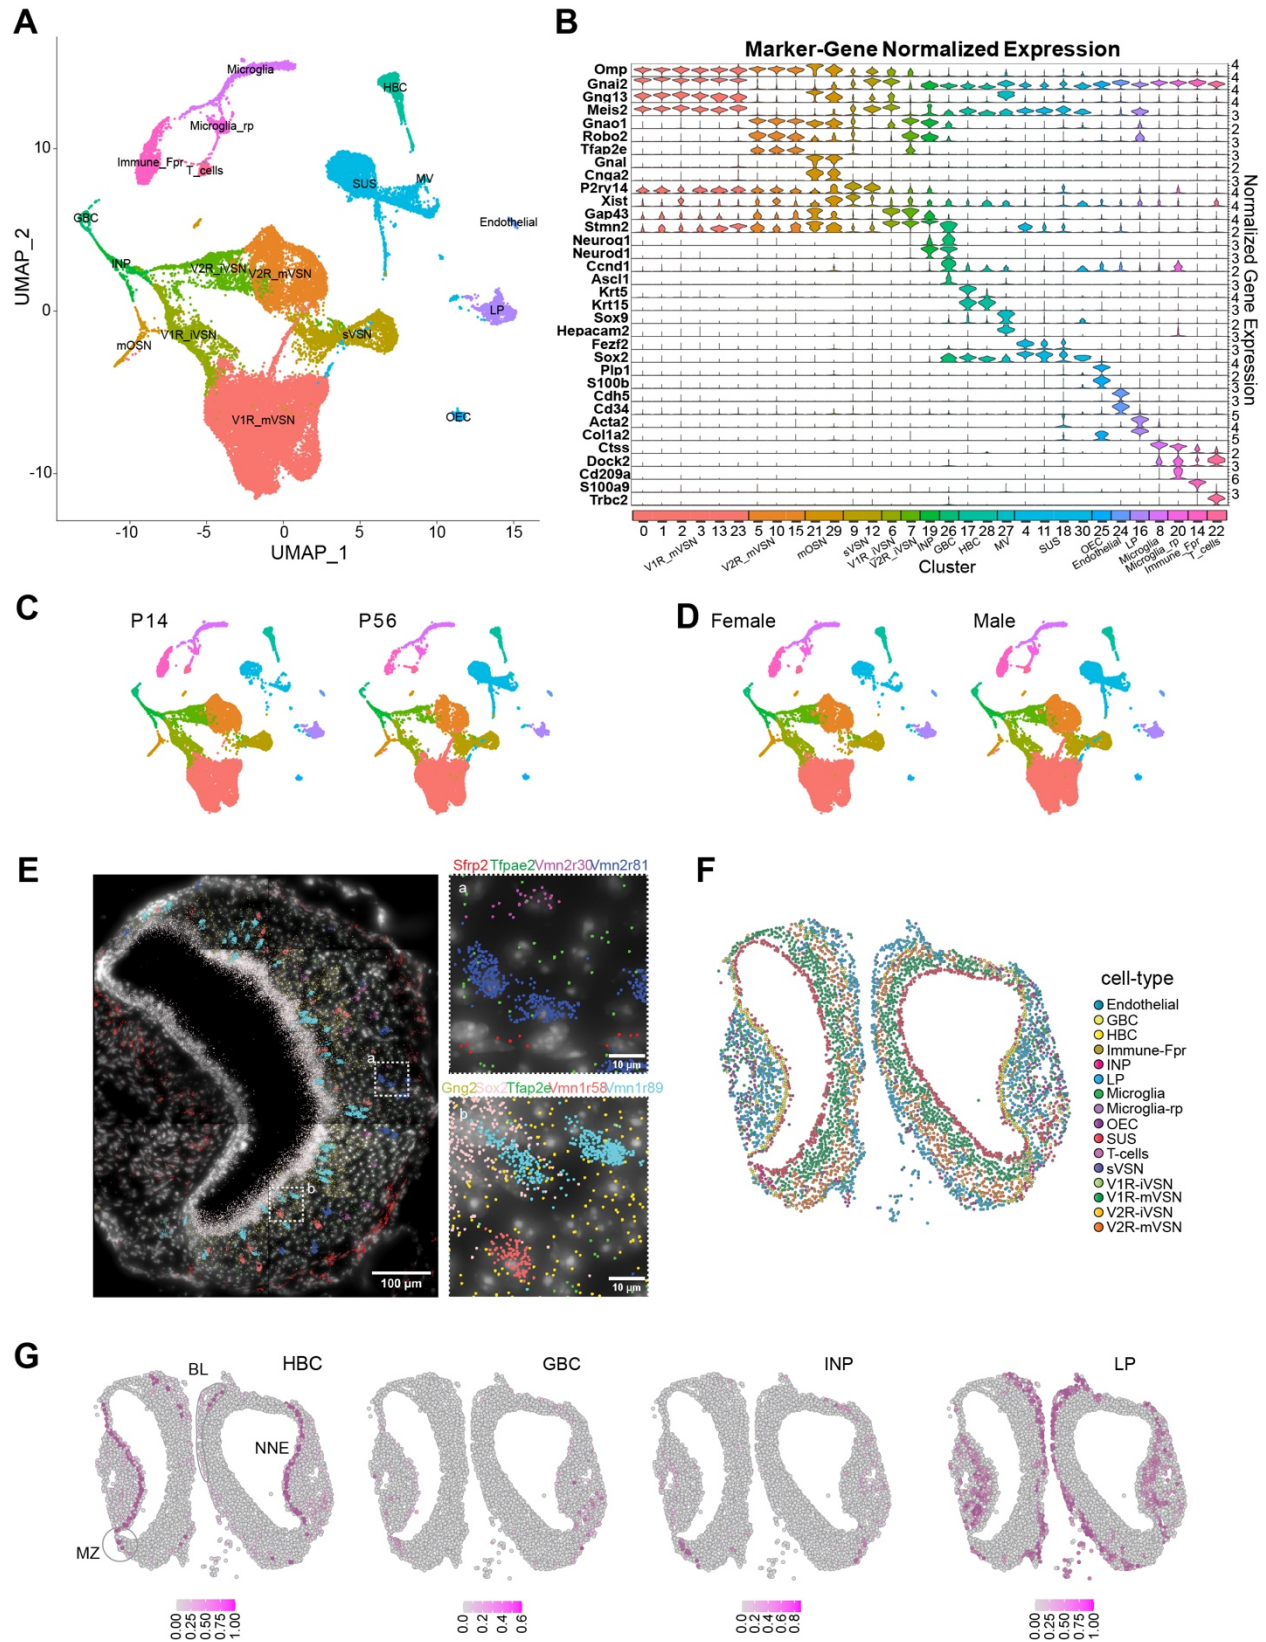 A
Microglia
HBC
Microglia_rp
Immune_Fpr
T_cells
SUS
MV
GBC
Endothelial
INP
V2R_iVSN
V2R_mVSN
LP
mOSN
V1R_iVSN
sVSN
V1R_mVSN
OEC
10
0
-10
UMAP_2
-10
-5
0
5
10
15
UMAP_1
B
Marker-Gene Normalized Expression
Omp
Gnai2
Gng13
Meis2
Gnao1
Robo2
Tfap2e
Gnal
Cnga2
P2ry14
Xist
Gap43
Stmn2
Neurog1
Neurod1
Ccnd1
Ascl1
Krt5
Krt15
Sox9
Hepacam2
Fezf2
Sox2
Plp1
S100b
Cdh5
Cd34
Acta2
Col1a2
Ctss
Dock2
Cd209a
S100a9
Trbc2
Normalized Gene Expression
0 1 2 3 13 23 5 10 15 21 29 9 12 6 7 19 26 17 28 27 4 11 18 30 25 24 16 8 20 14 22
V1R_mVSN V2R_mVSN mOSN sVSN V1R_iVSN V2R_iVSN INP GBC HBC MV SUS OEC Endothelial LP Microglia Microglia_rp Immune_Fpr T_cells
Cluster
C
P14
P56
D
Female
Male
E
Sfrp2 Tfpae2 Vmn2r30 Vmn2r81
a
10 µm
Gng2 Sox2 Tfap2e Vmn1r58 Vmn1r89
b
10 µm
a
b
100 µm
F
cell-type
Endothelial
GBC
HBC
Immune-Fpr
INP
LP
Microglia
Microglia-rp
OEC
SUS
T-cells
sVSN
V1R-iVSN
V1R-mVSN
V2R-iVSN
V2R-mVSN
G
BL
HBC
NNE
MZ
GBC
INP
LP
0.00 0.25 0.50 0.75 1.00
0.0 0.2 0.4 0.6
0.0 0.2 0.4 0.6 0.8
0.00 0.25 0.50 0.75 1.00